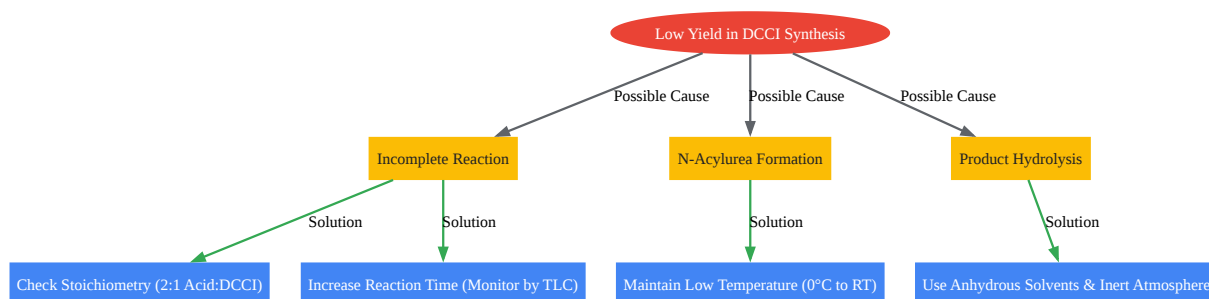 Low Yield in DCCI Synthesis
Possible Cause
Possible Cause
Possible Cause
Incomplete Reaction
N-Acylurea Formation
Product Hydrolysis
Solution
Solution
Solution
Solution
Check Stoichiometry (2:1 Acid:DCCI)
Increase Reaction Time (Monitor by TLC)
Maintain Low Temperature (0°C to RT)
Use Anhydrous Solvents & Inert Atmosphere